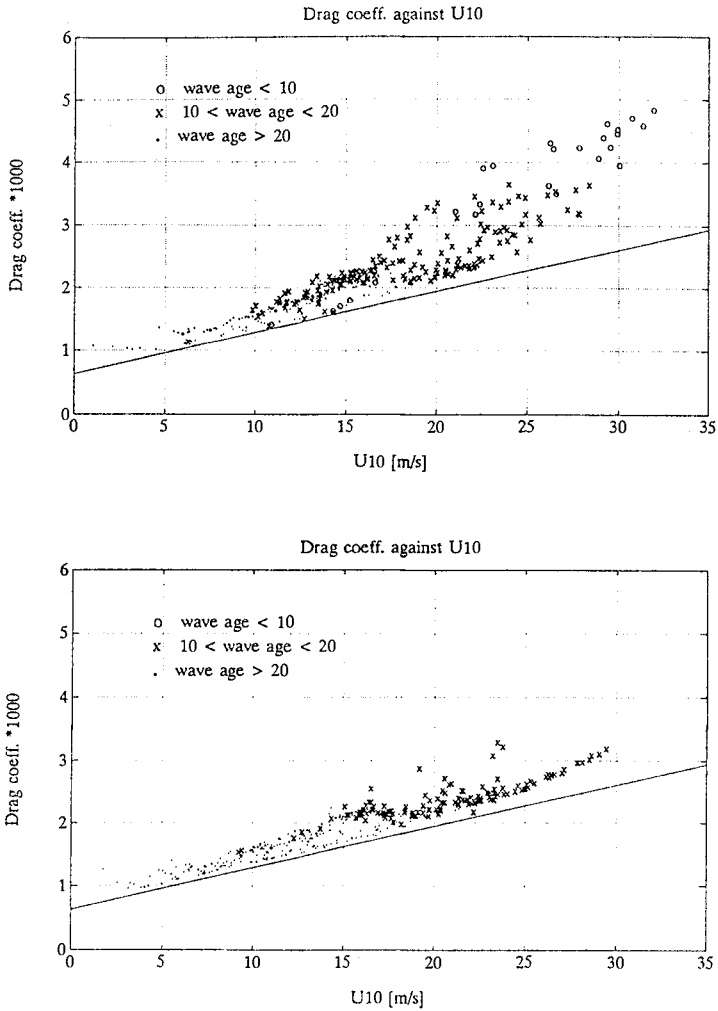 Drag coeff. against U10
6
5
4
3
2
1
0
Drag coeff. *1000
o wave age < 10
x 10 < wave age < 20
. wave age > 20
0 5 10 15 20 25 30 35
U10 [m/s]
Drag coeff. against U10
6
5
4
3
2
1
0
Drag coeff. *1000
o wave age < 10
x 10 < wave age < 20
. wave age > 20
0 5 10 15 20 25 30 35
U10 [m/s]